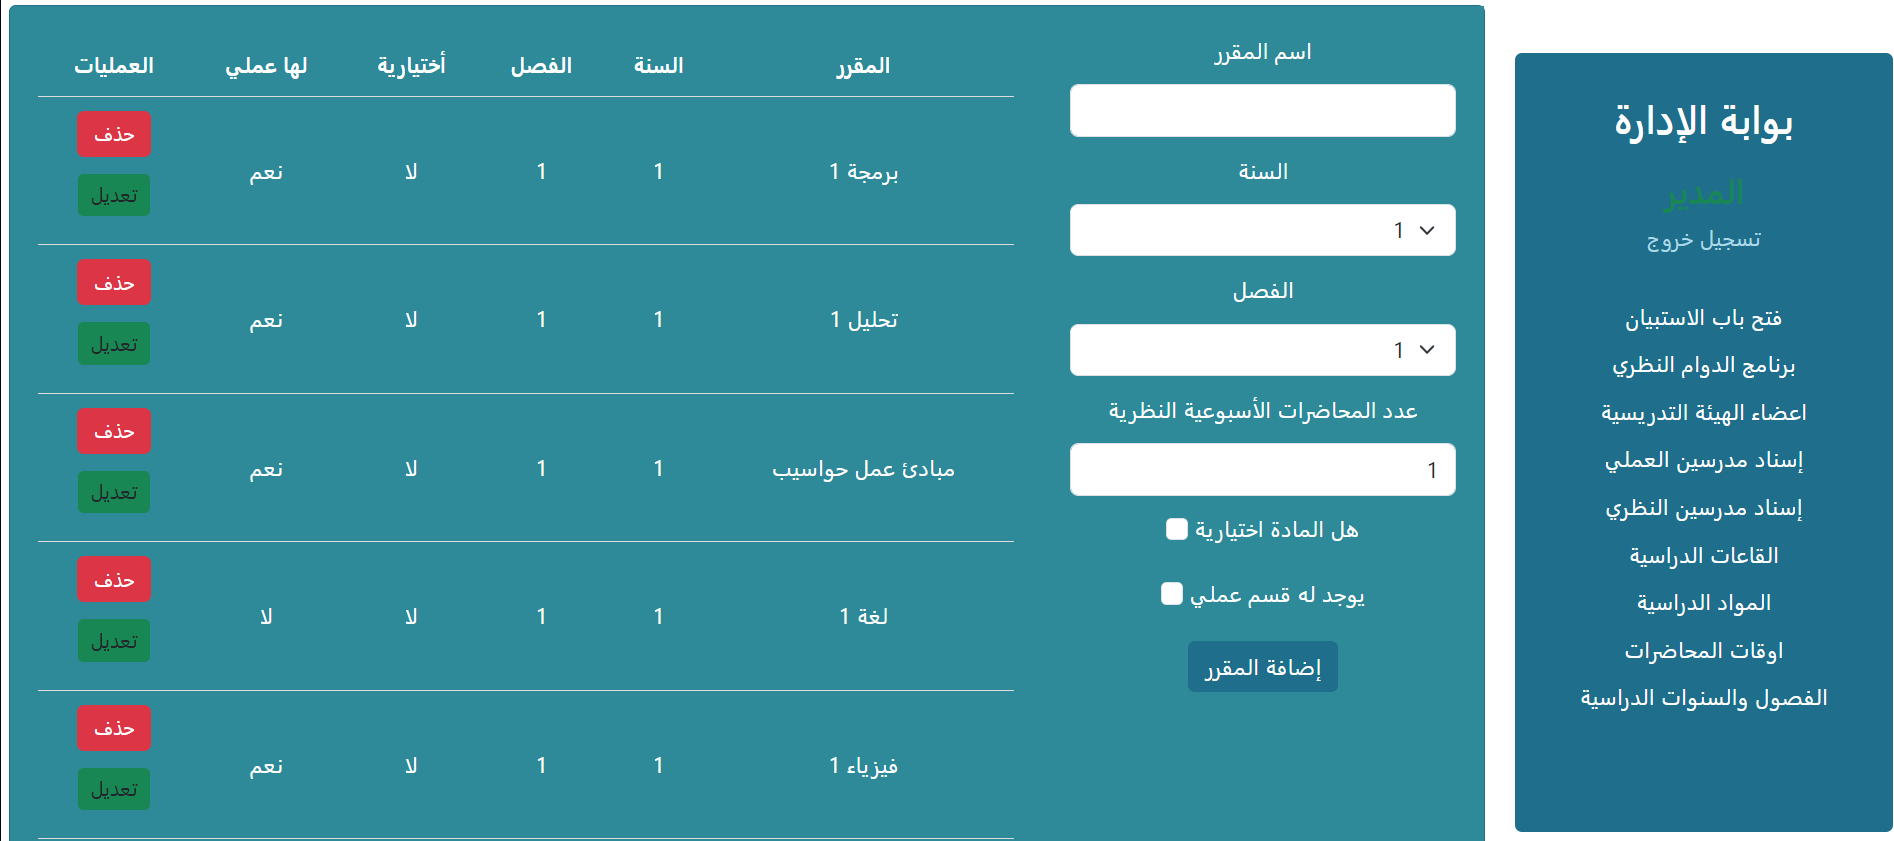 بوابة الإدارة
المدير
تسجيل خروج
فتح باب الاستبيان
برنامج الدوام النظري
اعضاء الهيئة التدريسية
إسناد مدرسين العملي
إسناد مدرسين النظري
القاعات الدراسية
المواد الدراسية
اوقات المحاضرات
الفصول والسنوات الدراسية
اسم المقرر
السنة
1
الفصل
1
عدد المحاضرات الأسبوعية النظرية
1
هل المادة اختيارية
يوجد له قسم عملي
إضافة المقرر
المقرر السنة الفصل أختيارية لها عملي العمليات
برمجة 1 1 1 لا نعم حذف
تعديل
تحليل 1 1 1 لا نعم حذف
تعديل
مبادئ عمل حواسيب 1 1 لا نعم حذف
تعديل
لغة 1 1 1 لا لا حذف
تعديل
فيزياء 1 1 1 لا نعم حذف
تعديل